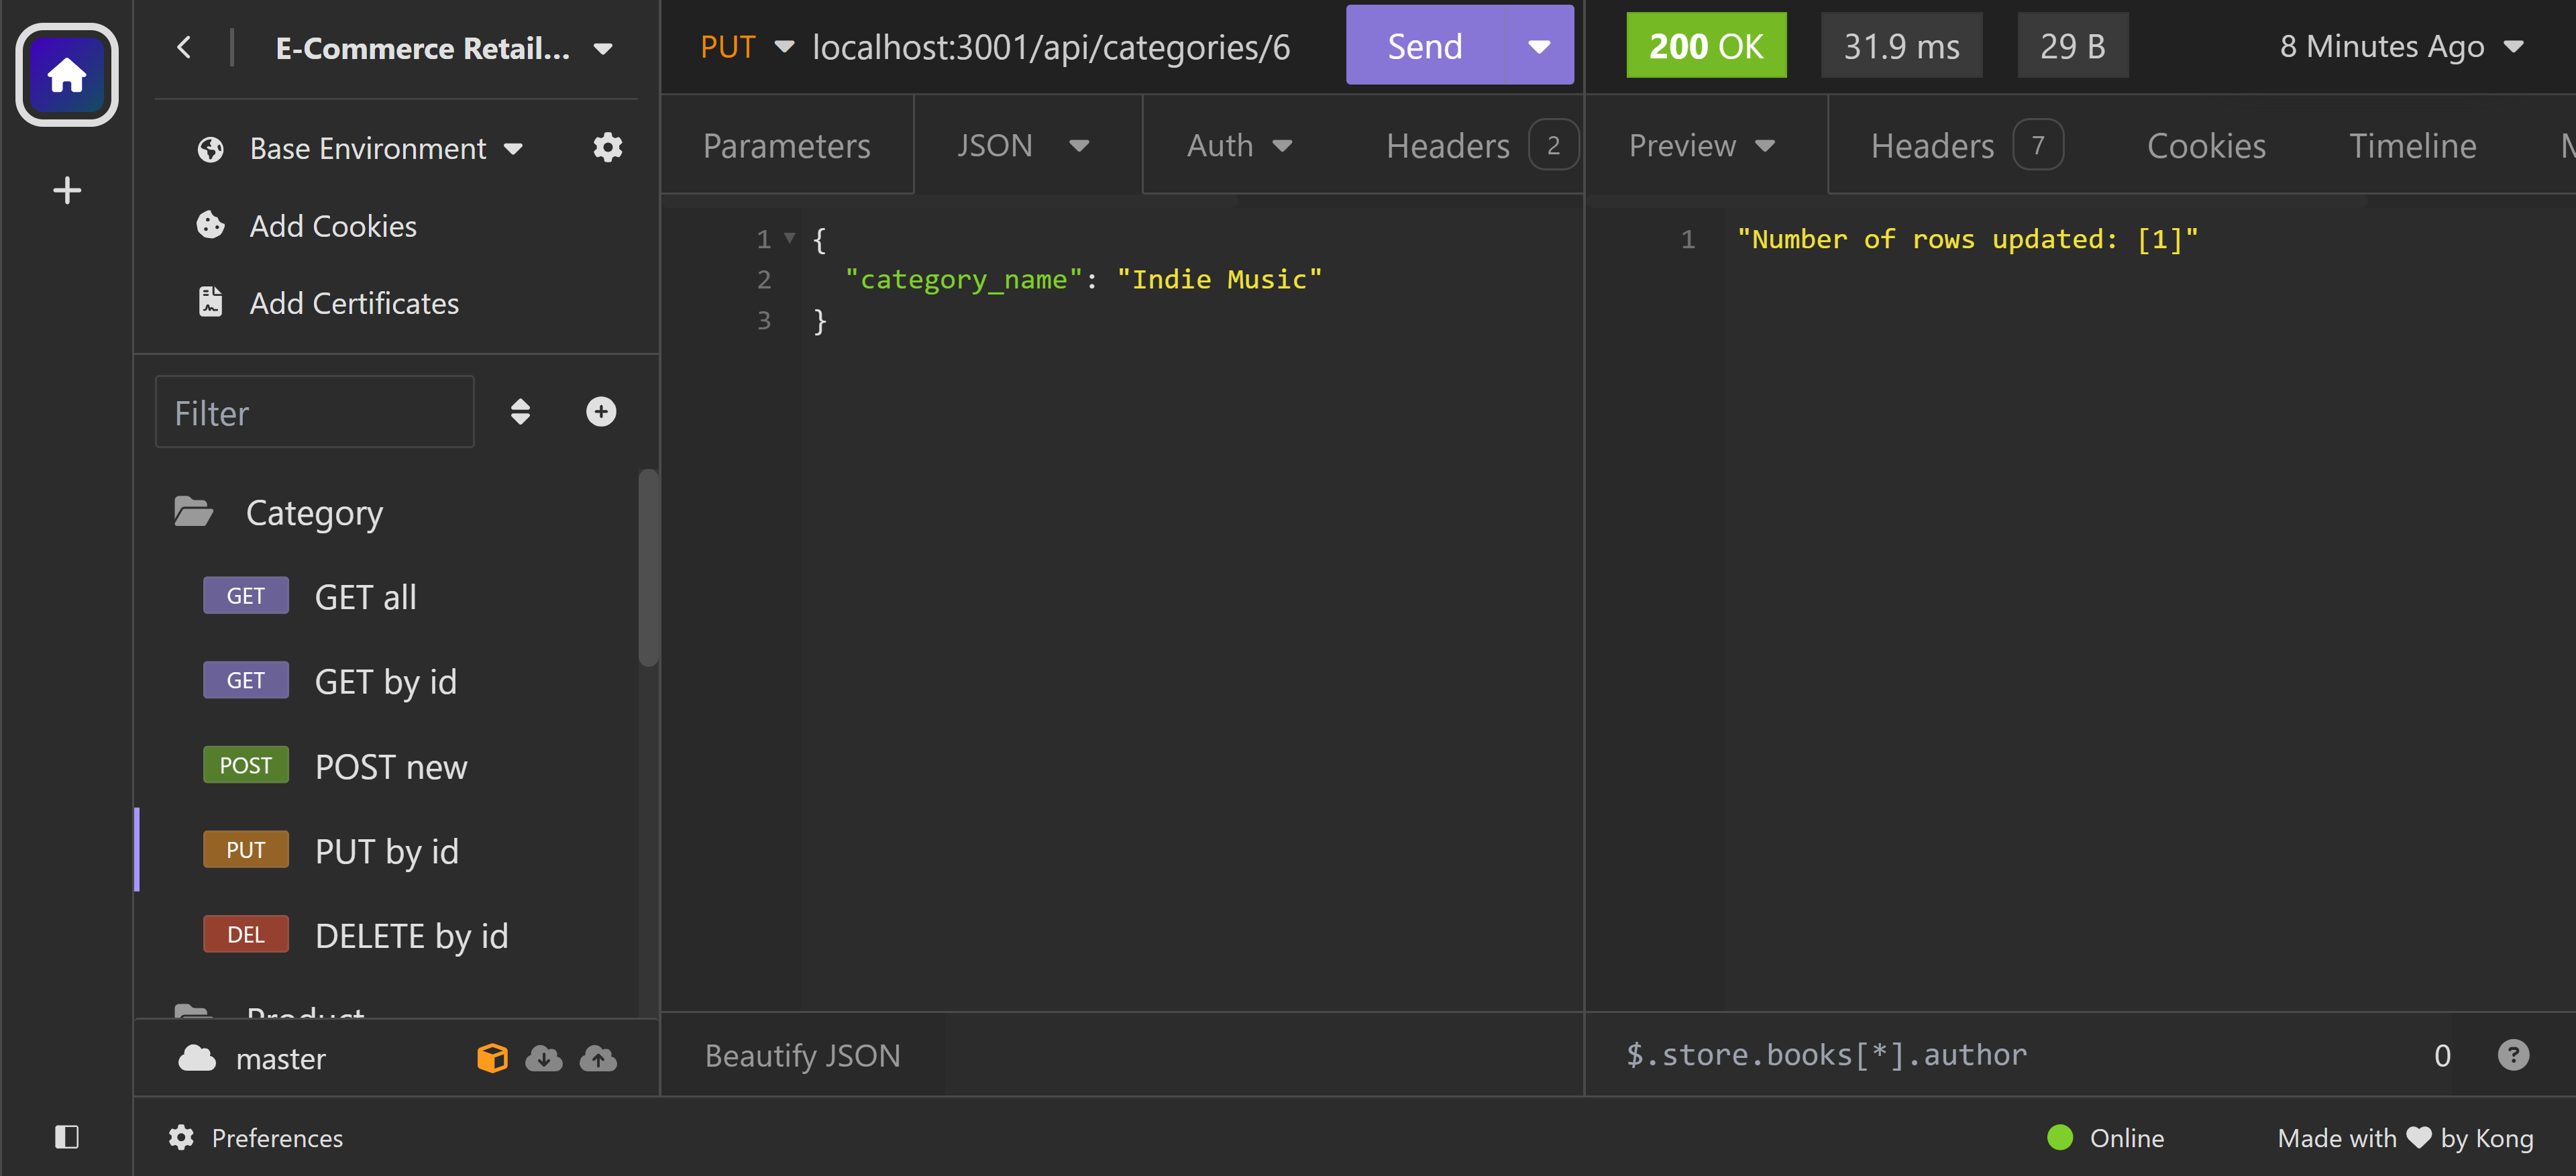 E-Commerce Retail...
Base Environment
Add Cookies
Add Certificates
Filter
Category
GET GET all
GET GET by id
POST POST new
PUT PUT by id
DEL DELETE by id
Product
master
PUT localhost:3001/api/categories/6 Send
Parameters JSON Auth Headers 2
1 {
2 "category_name": "Indie Music"
3 }
Beautify JSON
200 OK 31.9 ms 29 B 8 Minutes Ago
Preview Headers 7 Cookies Timeline
1 "Number of rows updated: [1]"
$.store.books[*].author 0 ?
Preferences
Online Made with ❤ by Kong